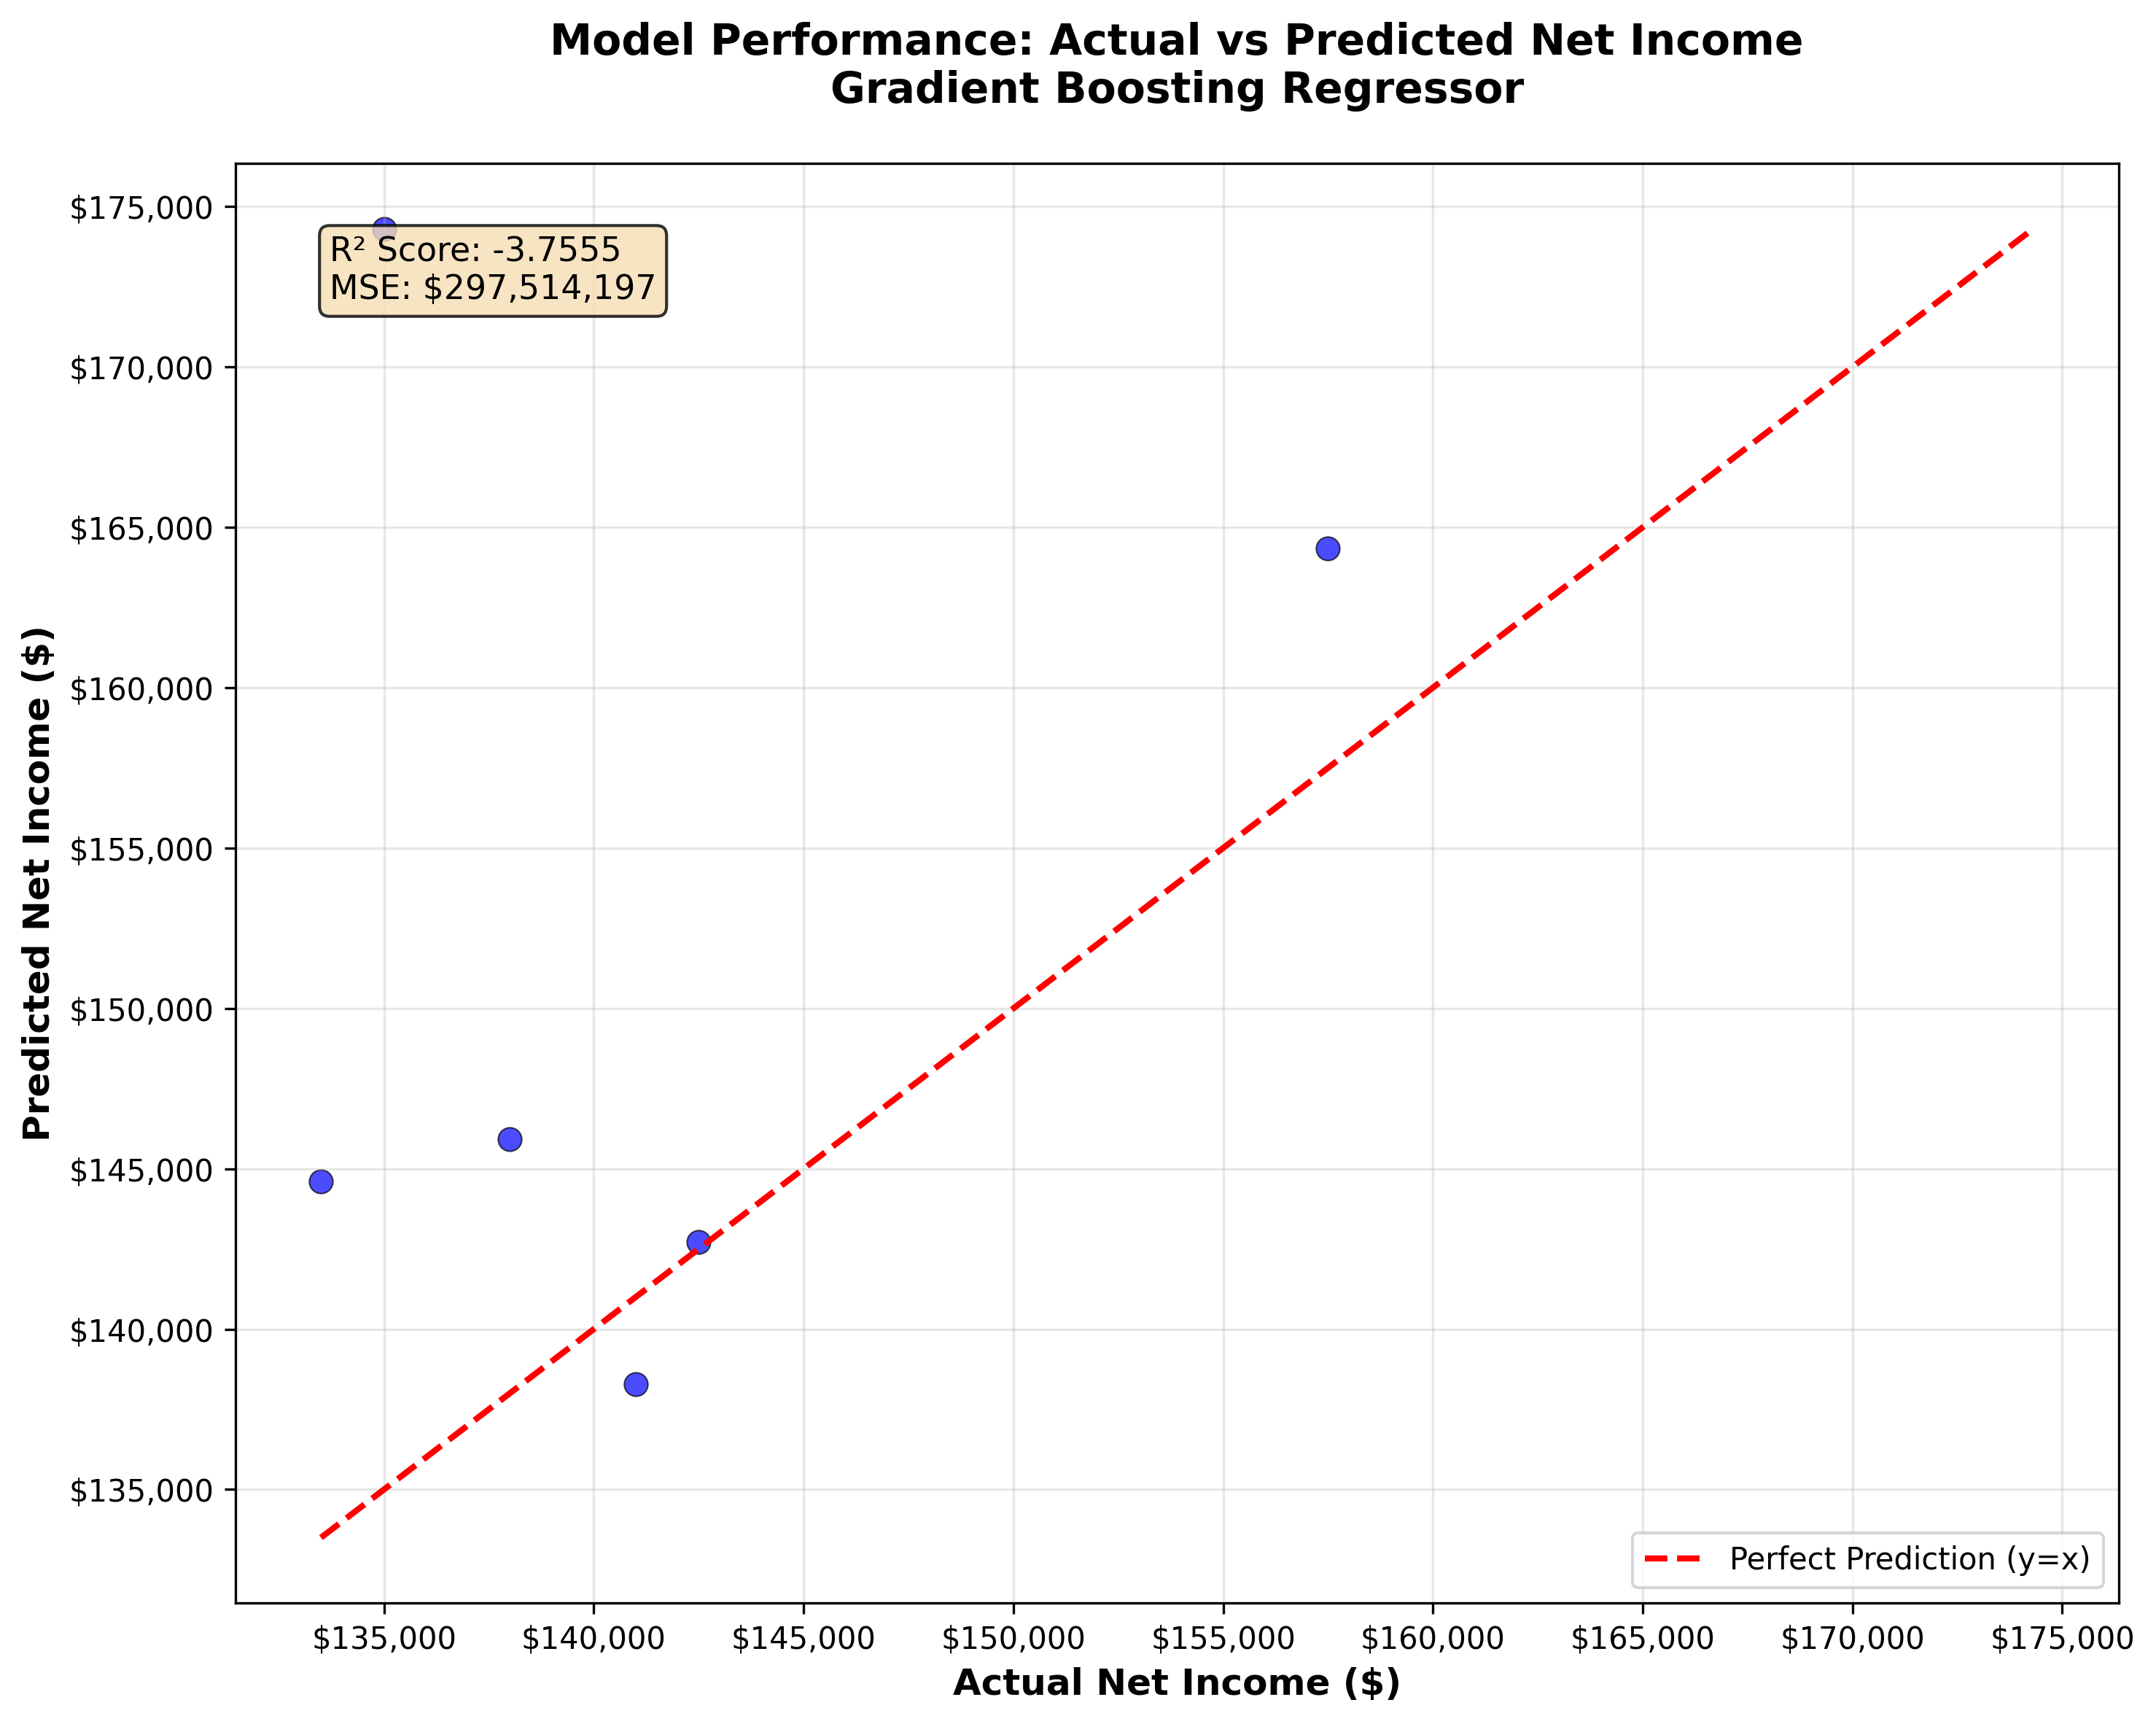 Model Performance: Actual vs Predicted Net Income
Gradient Boosting Regressor
$175,000
$170,000
$165,000
$160,000
$155,000
$150,000
$145,000
$140,000
$135,000
Predicted Net Income ($)
R² Score: -3.7555
MSE: $297,514,197
Perfect Prediction (y=x)
$135,000
$140,000
$145,000
$150,000
$155,000
$160,000
$165,000
$170,000
$175,000
Actual Net Income ($)